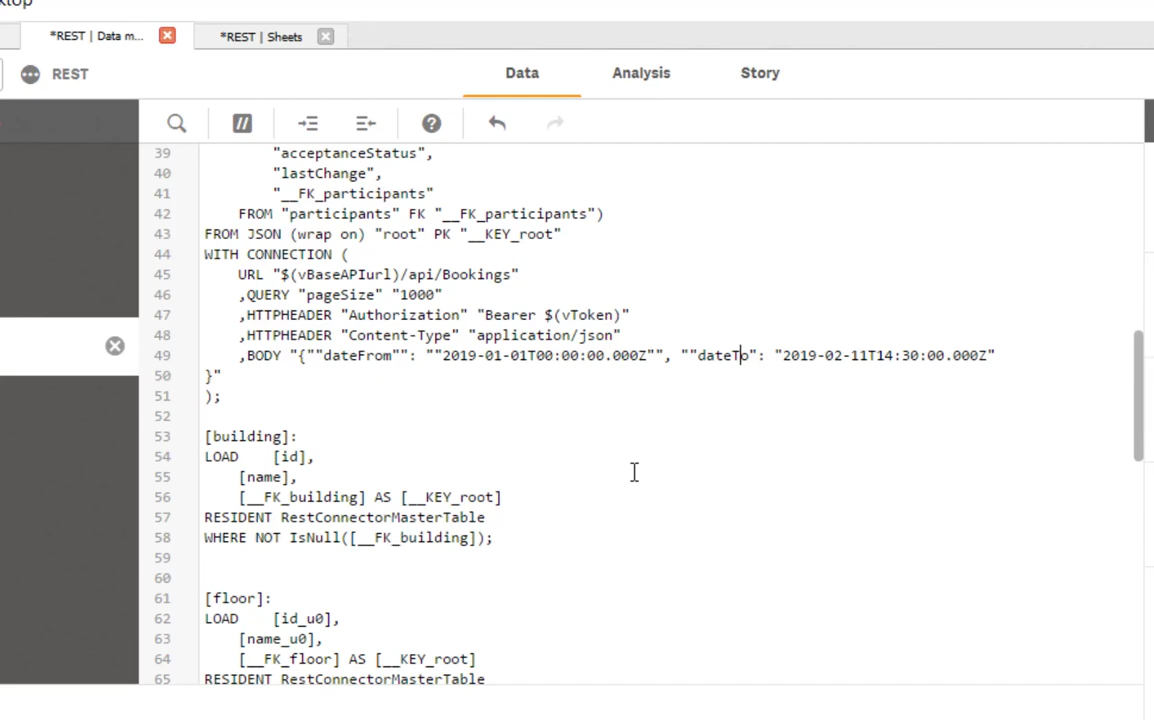 ktop
*REST | Data m...
*REST | Sheets
REST
Data
Analysis
Story
39 "acceptanceStatus",
40 "lastChange",
41 "__FK_participants"
42 FROM "participants" FK "__FK_participants")
43 FROM JSON (wrap on) "root" PK "__KEY_root"
44 WITH CONNECTION (
45 URL "$(vBaseAPIurl)/api/Bookings"
46 ,QUERY "pageSize" "1000"
47 ,HTTPHEADER "Authorization" "Bearer $(vToken)"
48 ,HTTPHEADER "Content-Type" "application/json"
49 ,BODY "{""dateFrom"": ""2019-01-01T00:00:00.000Z"", ""dateTo": "2019-02-11T14:30:00.000Z"
50 }"
51 );
52
53 [building]:
54 LOAD [id],
55 [name],
56 [__FK_building] AS [__KEY_root]
57 RESIDENT RestConnectorMasterTable
58 WHERE NOT IsNull([__FK_building]);
59
60
61 [floor]:
62 LOAD [id_u0],
63 [name_u0],
64 [__FK_floor] AS [__KEY_root]
65 RESIDENT RestConnectorMasterTable